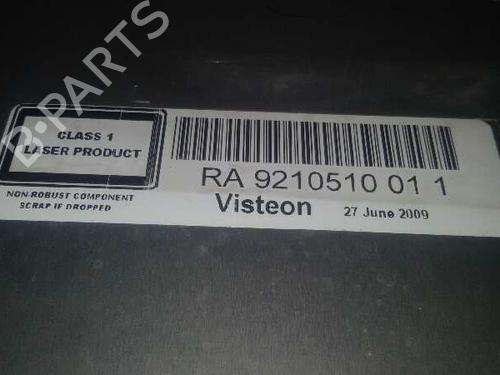 B-PARTS
CLASS 1
LASER PRODUCT
NON-ROBUST COMPONENT
SCRAP IF DROPPED
RA 9210510 01 1
Visteon 27 June 2009